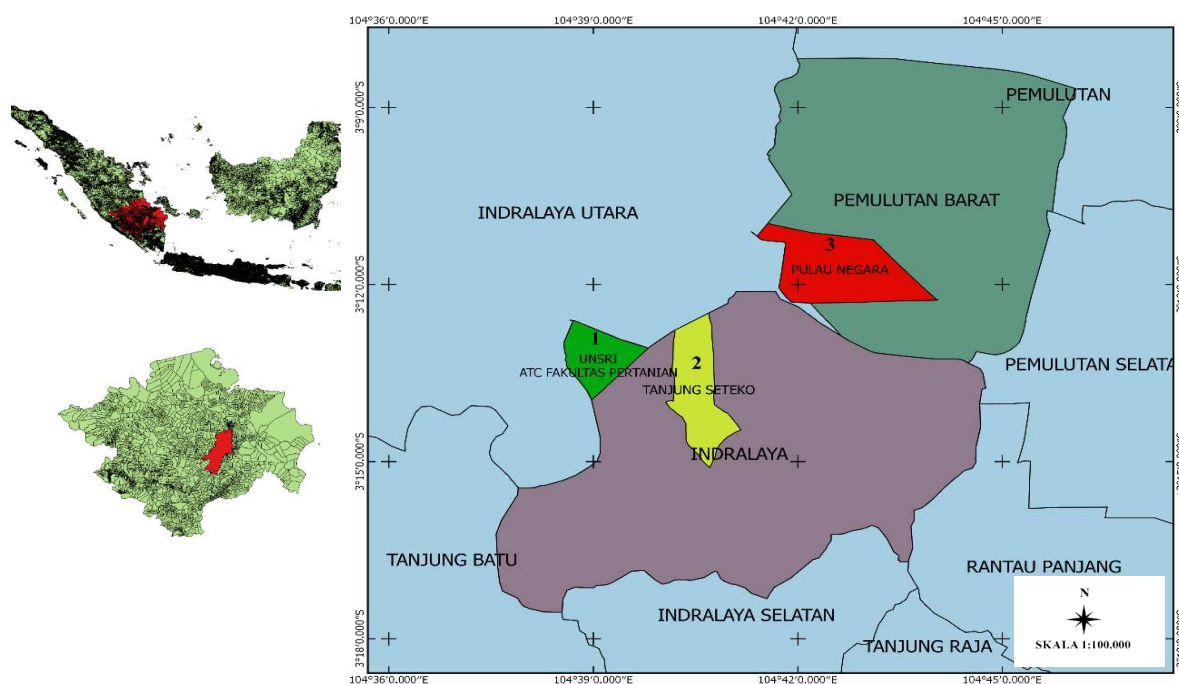 104°36'0.000"E 104°39'0.000"E 104°42'0.000"E 104°45'0.000"E
3°9'0.000"S
PEMULUTAN
INDRALAYA UTARA
PEMULUTAN BARAT
3
PULAU NEGARA
3°12'0.000"S
1
UNSRI
ATC FAKULTAS PERTANIAN
2
TANJUNG SETEKO
PEMULUTAN SELATA
INDRALAYA
3°15'0.000"S
TANJUNG BATU
RANTAU PANJANG
INDRALAYA SELATAN
TANJUNG RAJA
N
SKALA 1:100.000
3°18'0.000"S
104°36'0.000"E 104°39'0.000"E 104°42'0.000"E 104°45'0.000"E